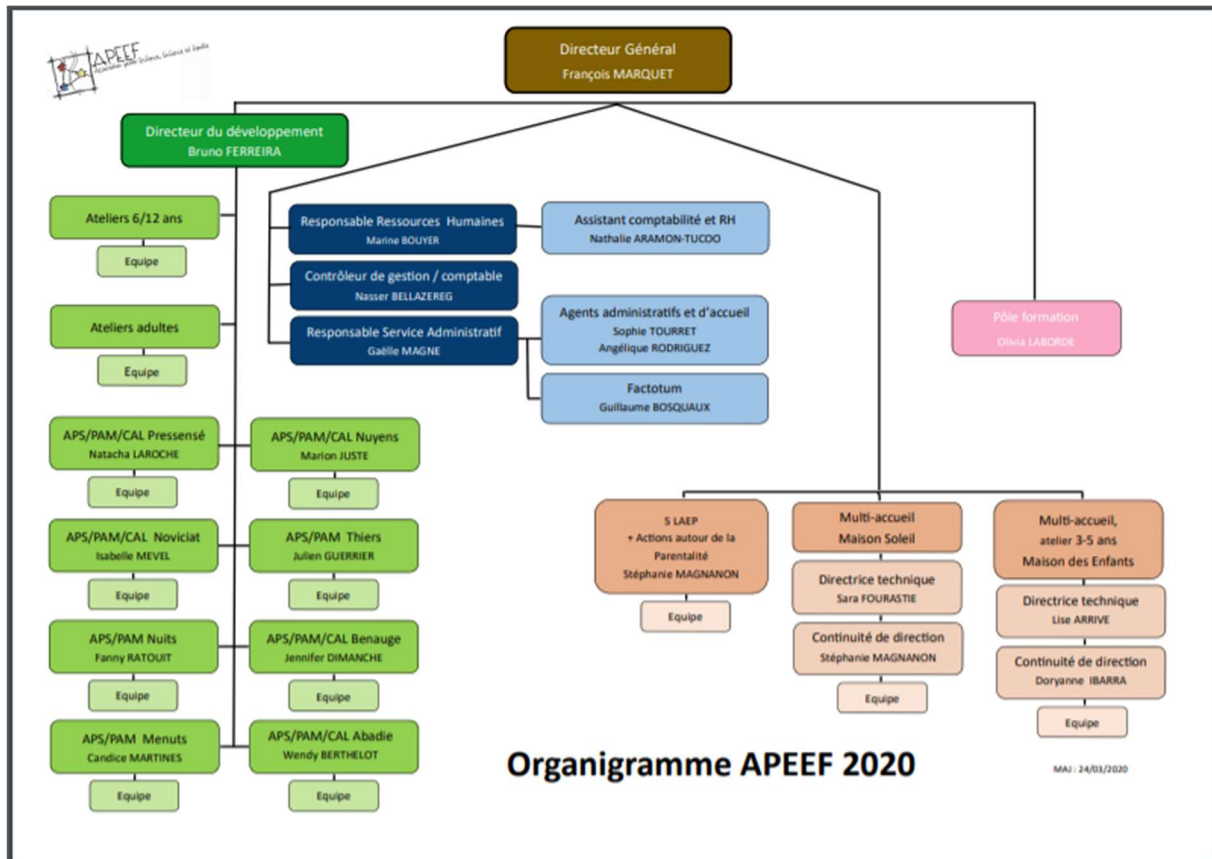 APEEF
Directeur Général
François MARQUET
Directeur du développement
Bruno FERREIRA
Ateliers 6/12 ans
Equipe
Ateliers adultes
Equipe
APS/PAM/CAL Pressensé
Natacha LAROCHE
Equipe
APS/PAM/CAL Nuyens
Marion JUSTE
Equipe
APS/PAM/CAL Noviciat
Isabelle MEVEL
Equipe
APS/PAM Thiers
Julien GUERRIER
Equipe
APS/PAM Nuits
Fanny RATOUIT
Equipe
APS/PAM/CAL Benauge
Jennifer DIMANCHE
Equipe
APS/PAM Menuts
Candice MARTINES
Equipe
APS/PAM/CAL Abadie
Wendy BERTHELOT
Equipe
Responsable Ressources Humaines
Marine BOUYER
Assistant comptabilité et RH
Nathalie ARAMON-TUCOO
Contrôleur de gestion / comptable
Nasser BELLAZEREG
Responsable Service Administratif
Gaëlle MAGNE
Agents administratifs et d'accueil
Sophie TOURRET
Angélique RODRIGUEZ
Factotum
Guillaume BOSQUAUX
Pôle formation
Olivia LABORDE
5 LAEP
+ Actions autour de la
Parentalité
Stéphanie MAGNANON
Equipe
Multi-accueil
Maison Soleil
Directrice technique
Sara FOURASTIE
Continuité de direction
Stéphanie MAGNANON
Equipe
Multi-accueil,
atelier 3-5 ans
Maison des Enfants
Directrice technique
Lise ARRIVE
Continuité de direction
Doryanne IBARRA
Equipe
Organigramme APEEF 2020
MAJ : 24/03/2020